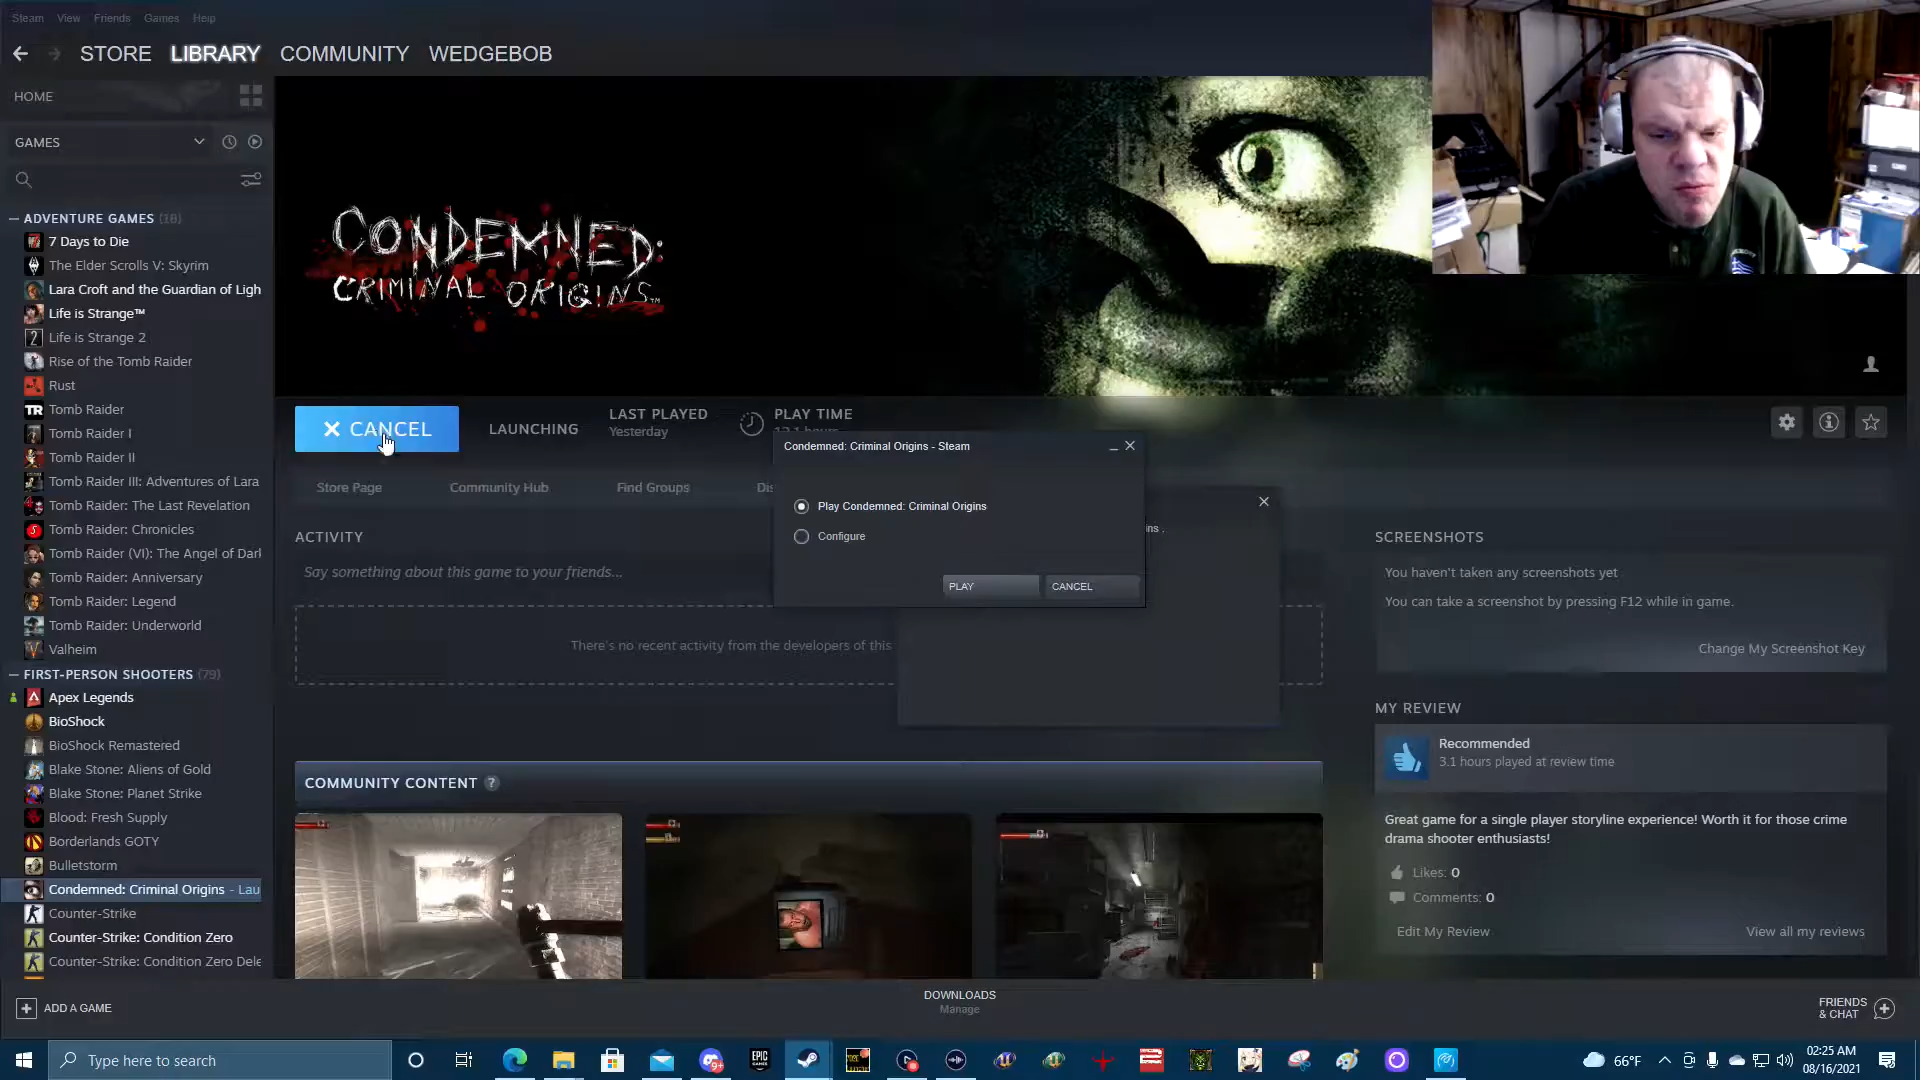 Steam View Friends Games Help
STORE LIBRARY COMMUNITY WEDGEBOB
HOME
GAMES
ADVENTURE GAMES (18)
7 Days to Die
The Elder Scrolls V: Skyrim
Lara Croft and the Guardian of Ligh
Life is Strange™
Life is Strange 2
Rise of the Tomb Raider
Rust
Tomb Raider
Tomb Raider I
Tomb Raider II
Tomb Raider III: Adventures of Lara
Tomb Raider: The Last Revelation
Tomb Raider: Chronicles
Tomb Raider (VI): The Angel of Dark
Tomb Raider: Anniversary
Tomb Raider: Legend
Tomb Raider: Underworld
Valheim
FIRST-PERSON SHOOTERS (79)
Apex Legends
BioShock
BioShock Remastered
Blake Stone: Aliens of Gold
Blake Stone: Planet Strike
Blood: Fresh Supply
Borderlands GOTY
Bulletstorm
Condemned: Criminal Origins - Lau
Counter-Strike
Counter-Strike: Condition Zero
Counter-Strike: Condition Zero Dele
ADD A GAME
CONDEMNED:
CRIMINAL ORIGINS™
CANCEL
LAUNCHING
LAST PLAYED
Yesterday
PLAY TIME
Store Page Community Hub Find Groups Dis
Condemned: Criminal Origins - Steam
Play Condemned: Criminal Origins
Configure
PLAY CANCEL
ins .
ACTIVITY
Say something about this game to your friends...
There's no recent activity from the developers of this
COMMUNITY CONTENT ?
SCREENSHOTS
You haven't taken any screenshots yet
You can take a screenshot by pressing F12 while in game.
Change My Screenshot Key
MY REVIEW
Recommended
3.1 hours played at review time
Great game for a single player storyline experience! Worth it for those crime
drama shooter enthusiasts!
Likes: 0
Comments: 0
Edit My Review View all my reviews
DOWNLOADS
Manage
FRIENDS
& CHAT
Type here to search
9+
EPIC
GAMES
66°F
02:25 AM
08/16/2021